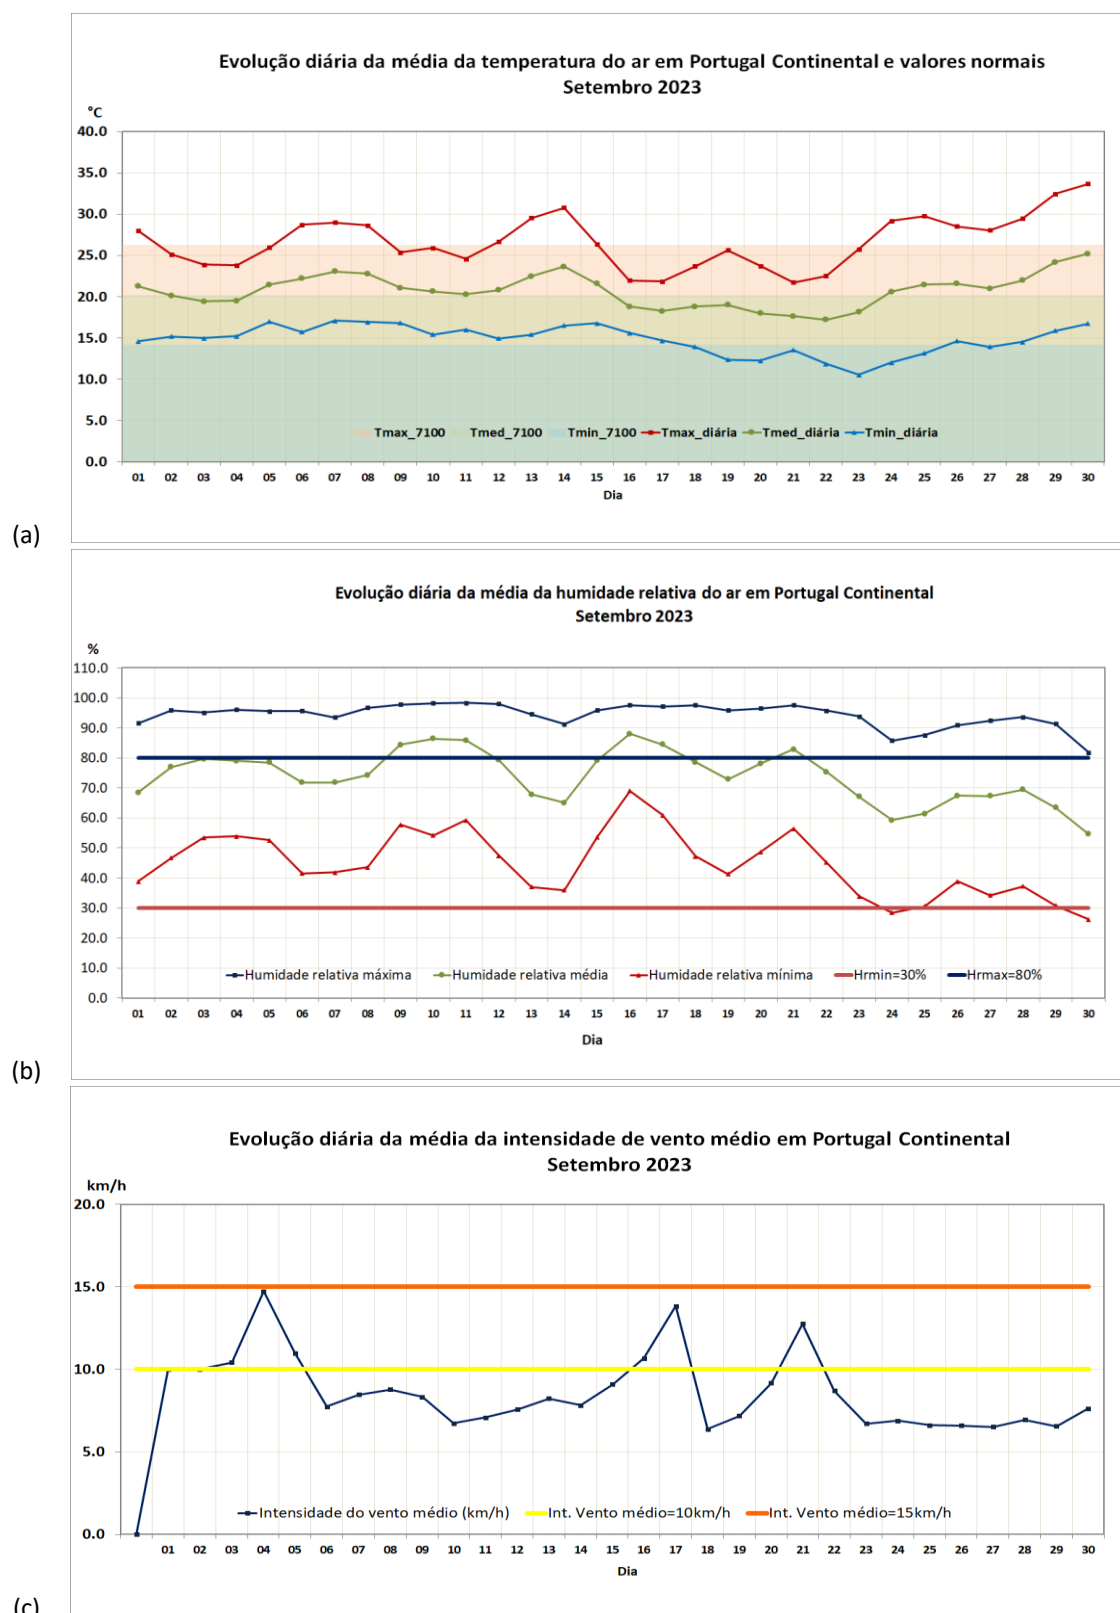 Evolução diária da média da temperatura do ar em Portugal Continental e valores normais
Setembro 2023
°C
40.0
35.0
30.0
25.0
20.0
15.0
10.0
5.0
0.0
Tmax_7100 Tmed_7100 Tmin_7100 Tmax_diária Tmed_diária Tmin_diária
01 02 03 04 05 06 07 08 09 10 11 12 13 14 15 16 17 18 19 20 21 22 23 24 25 26 27 28 29 30
Dia
(a)
Evolução diária da média da humidade relativa do ar em Portugal Continental
Setembro 2023
%
110.0
100.0
90.0
80.0
70.0
60.0
50.0
40.0
30.0
20.0
10.0
0.0
Humidade relativa máxima Humidade relativa média Humidade relativa mínima Hrmin=30% Hrmax=80%
01 02 03 04 05 06 07 08 09 10 11 12 13 14 15 16 17 18 19 20 21 22 23 24 25 26 27 28 29 30
Dia
(b)
Evolução diária da média da intensidade de vento médio em Portugal Continental
Setembro 2023
km/h
20.0
15.0
10.0
5.0
0.0
Intensidade do vento médio (km/h) Int. Vento médio=10km/h Int. Vento médio=15km/h
01 02 03 04 05 06 07 08 09 10 11 12 13 14 15 16 17 18 19 20 21 22 23 24 25 26 27 28 29 30
Dia
(c)